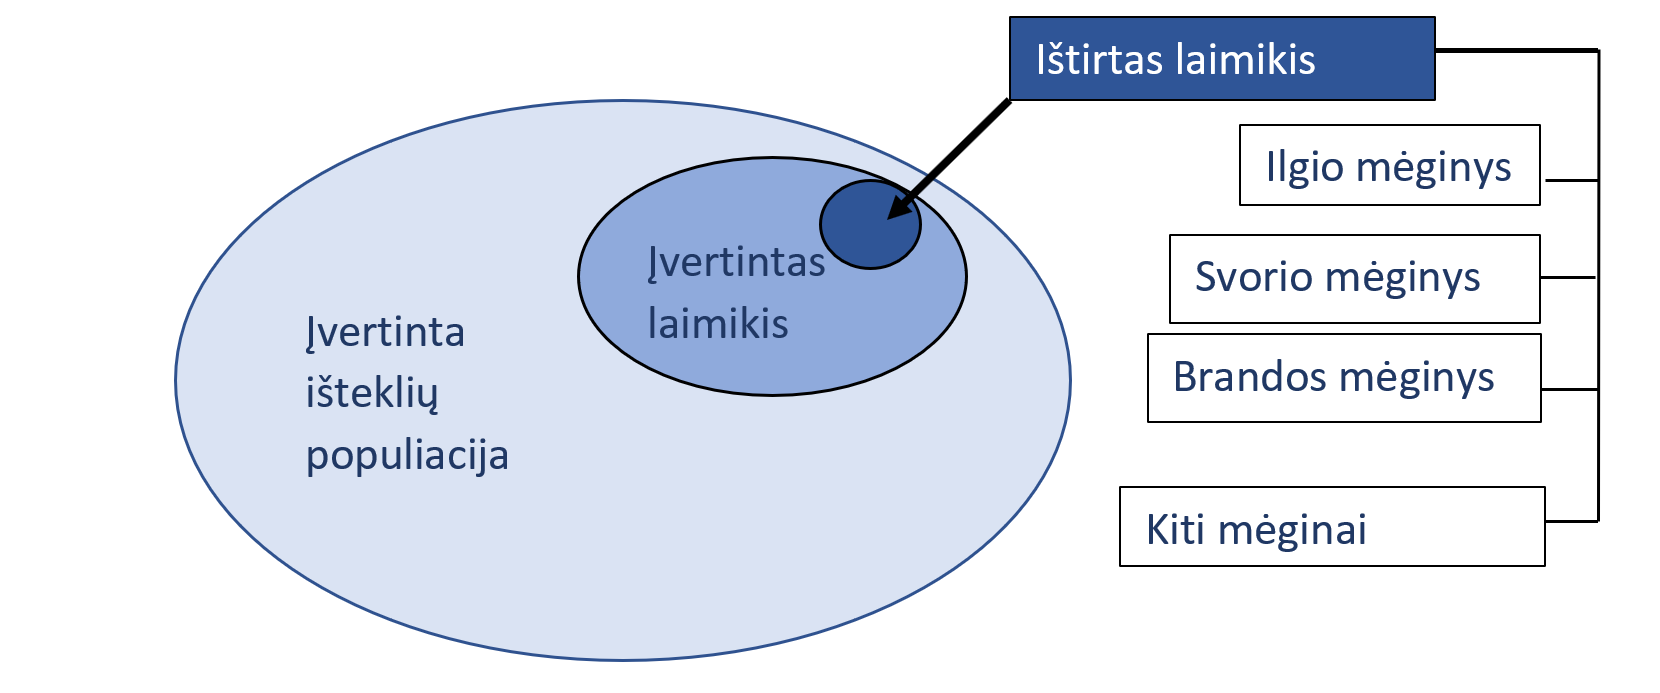 Ištirtas laimikis
Ilgio mėginys
Svorio mėginys
Brandos mėginys
Kiti mėginai
Įvertintas
laimikis
Įvertinta
išteklių
populiacija